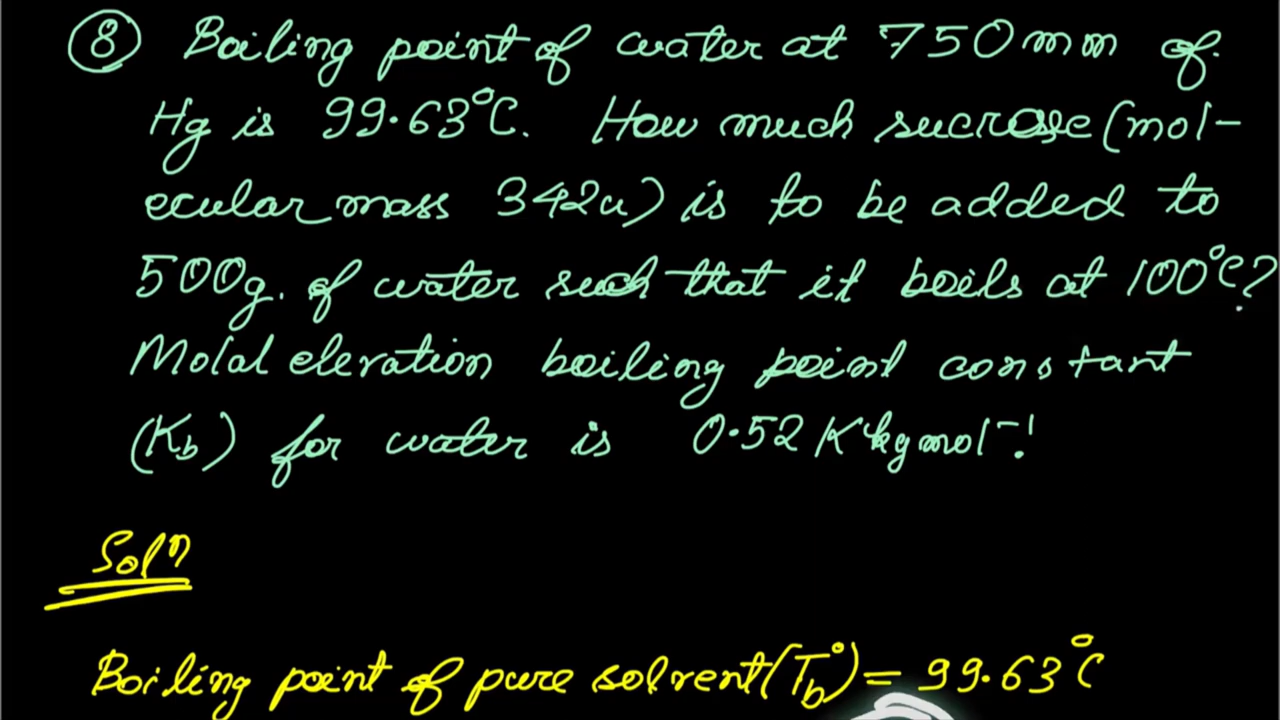 ⑧ Boiling point of water at 750 mm of
Hg is 99.63°C. How much sucrose (mol-
ecular mass 342u) is to be added to
500g. of water such that it boils at 100°C?
Molal elevation boiling point constant
(Kb) for water is 0.52 K kg mol⁻¹
Solⁿ
Boiling point of pure solvent (Tb°) = 99.63°C